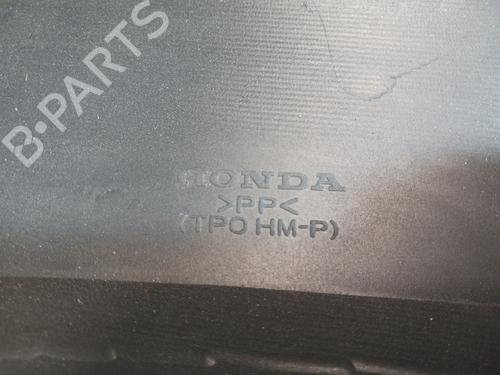 B-PARTS
HONDA
>PP<
(TPO HM-P)